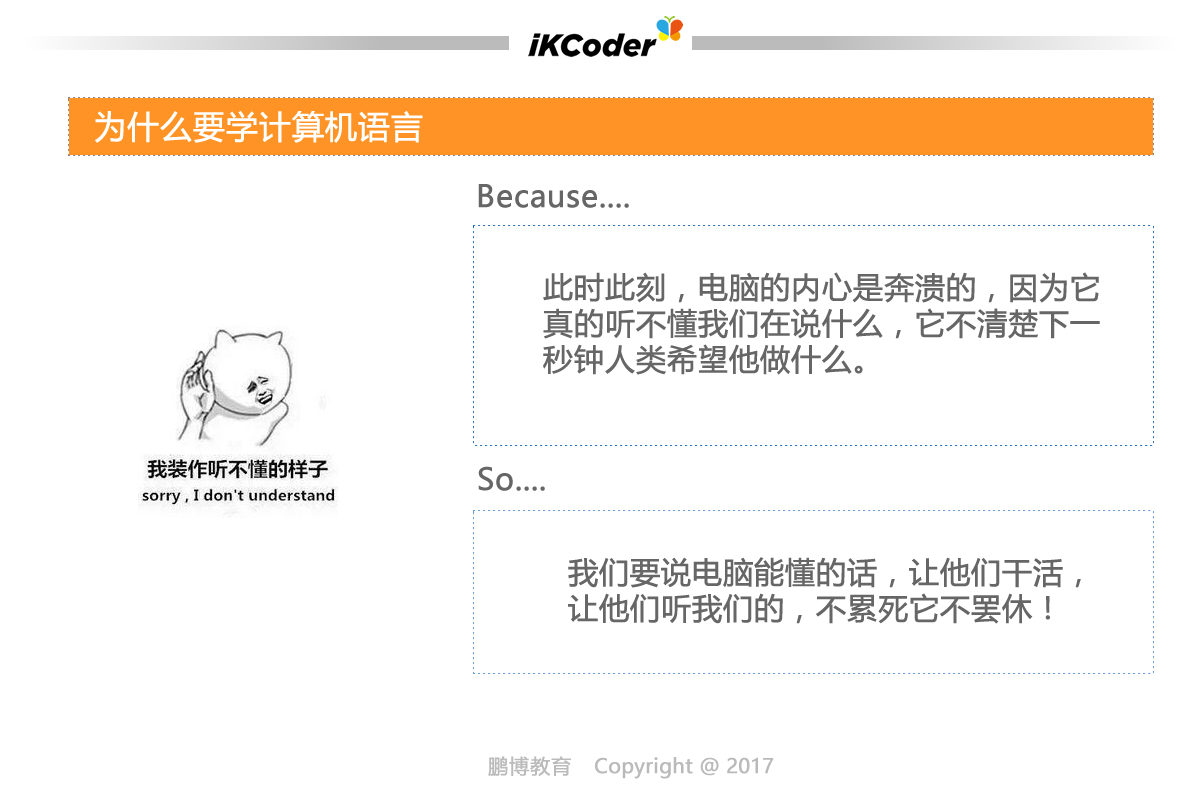 iKCoder
为什么要学计算机语言
Because....
此时此刻，电脑的内心是奔溃的，因为它
真的听不懂我们在说什么，它不清楚下一
秒钟人类希望他做什么。
我装作听不懂的样子
sorry , I don't understand
So....
我们要说电脑能懂的话，让他们干活，
让他们听我们的，不累死它不罢休！
鹏博教育 Copyright @ 2017